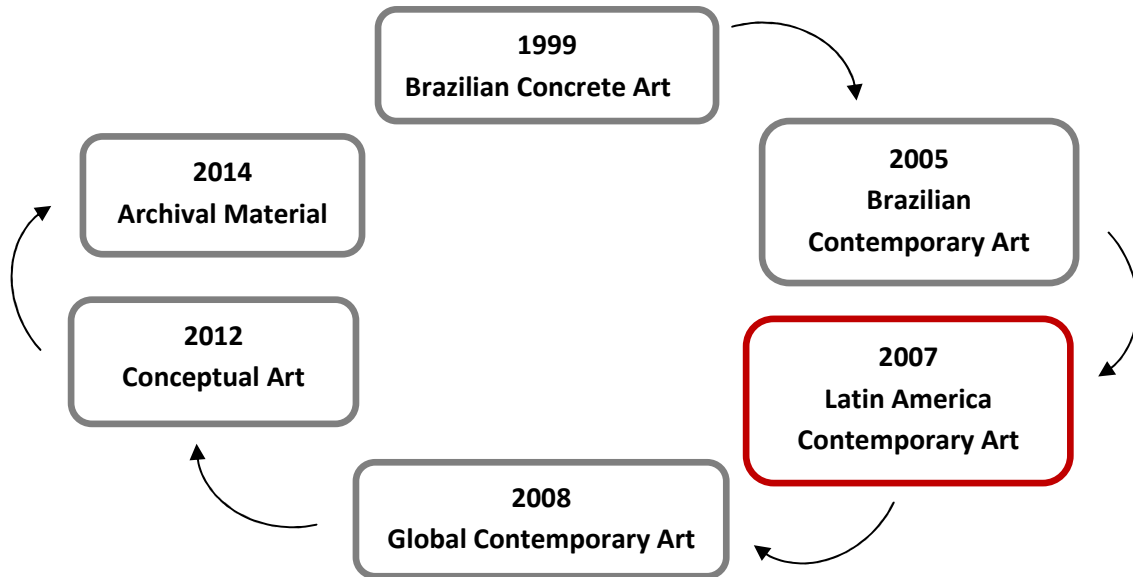 1999
Brazilian Concrete Art
2005
Brazilian
Contemporary Art
2007
Latin America
Contemporary Art
2008
Global Contemporary Art
2012
Conceptual Art
2014
Archival Material